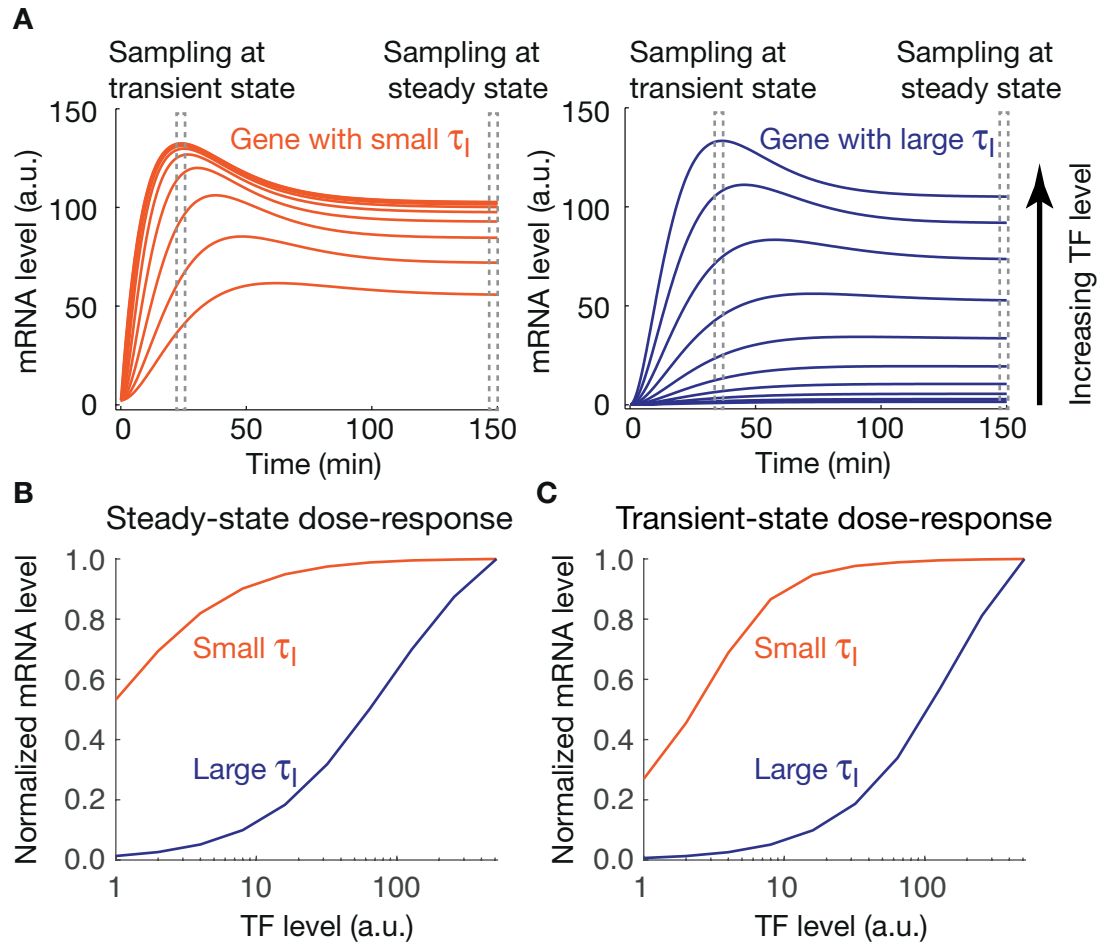 A
Sampling at
transient state
Sampling at
steady state
Sampling at
transient state
Sampling at
steady state
mRNA level (a.u.)
150
100
50
0
Gene with small τI
0
50
100
150
Time (min)
mRNA level (a.u.)
150
100
50
0
Gene with large τI
0
50
100
150
Time (min)
Increasing TF level
B
Steady-state dose-response
Normalized mRNA level
1.0
0.8
0.6
0.4
0.2
0.0
Small τI
Large τI
1
10
100
TF level (a.u.)
C
Transient-state dose-response
Normalized mRNA level
1.0
0.8
0.6
0.4
0.2
0.0
Small τI
Large τI
1
10
100
TF level (a.u.)